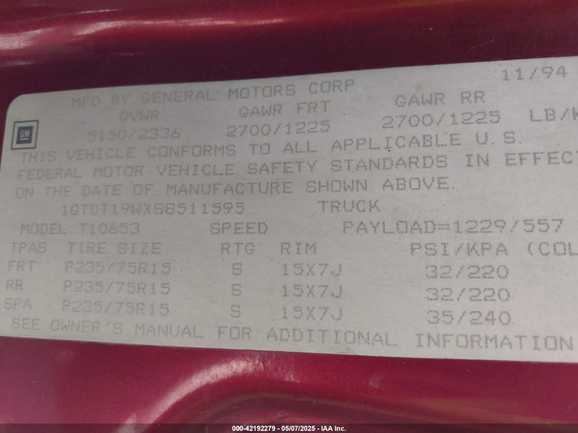 11/94
MFD BY GENERAL MOTORS CORP
GVWR GAWR FRT GAWR RR
GM
5150/2336 2700/1225 2700/1225 LB/K
THIS VEHICLE CONFORMS TO ALL APPLICABLE U.S.
FEDERAL MOTOR VEHICLE SAFETY STANDARDS IN EFFEC
ON THE DATE OF MANUFACTURE SHOWN ABOVE.
1GTDT19WXS8511595 TRUCK
MODEL: T10653 SPEED PAYLOAD=1229/557
TPAS TIRE SIZE RTG RIM PSI/KPA (COL
FRT P235/75R15 S 15X7J 32/220
RR P235/75R15 S 15X7J 32/220
SPA P235/75R15 S 15X7J 35/240
SEE OWNER'S MANUAL FOR ADDITIONAL INFORMATION
000-42192279 - 05/07/2025 - IAA Inc.